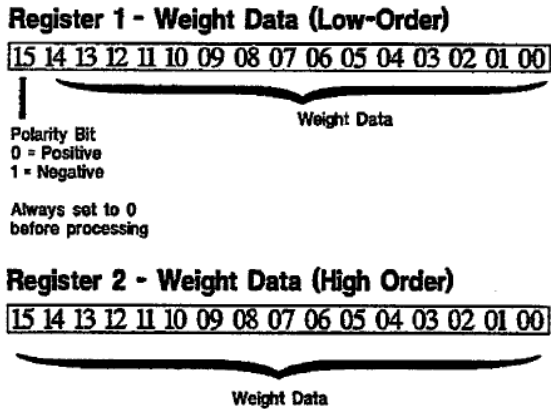 Register 1 - Weight Data (Low-Order)
15 14 13 12 11 10 09 08 07 06 05 04 03 02 01 00
Weight Data
Polarity Bit
0 = Positive
1 = Negative
Always set to 0
before processing
Register 2 - Weight Data (High Order)
15 14 13 12 11 10 09 08 07 06 05 04 03 02 01 00
Weight Data